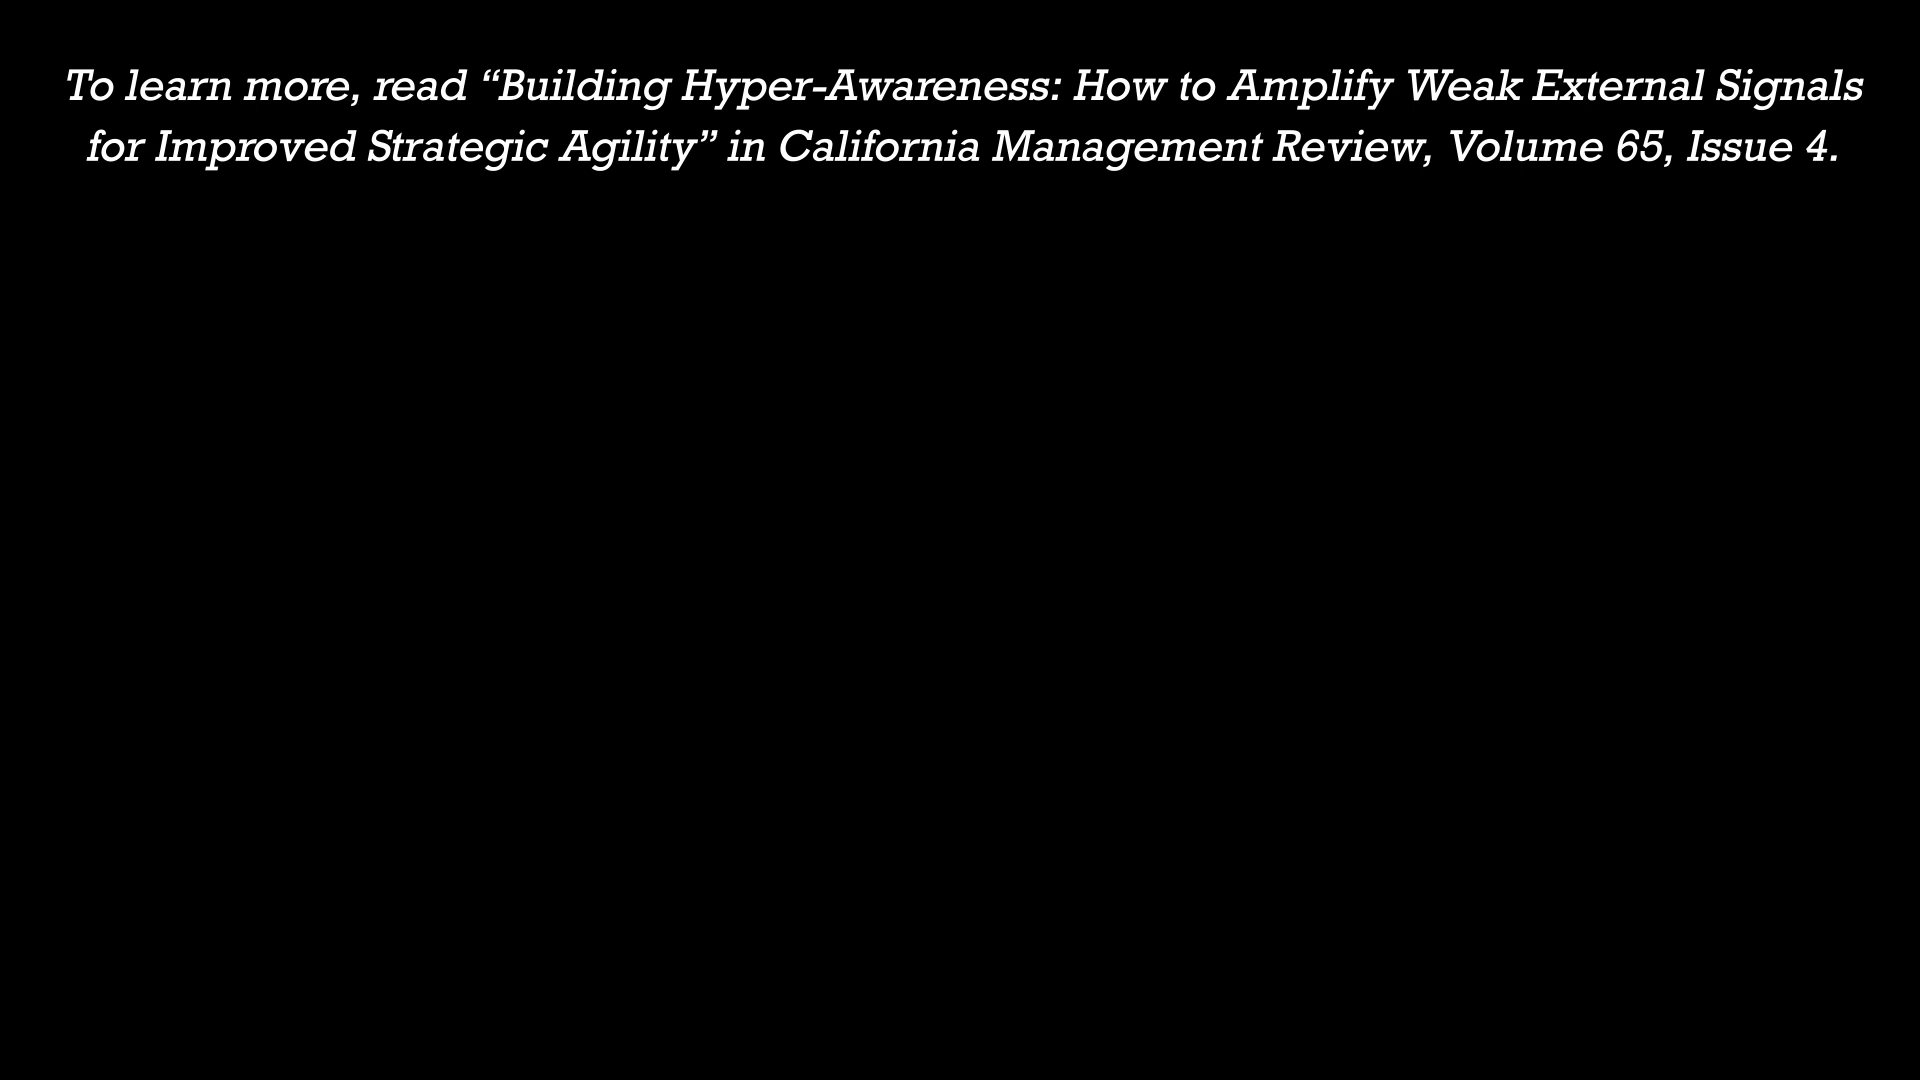 To learn more, read “Building Hyper-Awareness: How to Amplify Weak External Signals
for Improved Strategic Agility” in California Management Review, Volume 65, Issue 4.